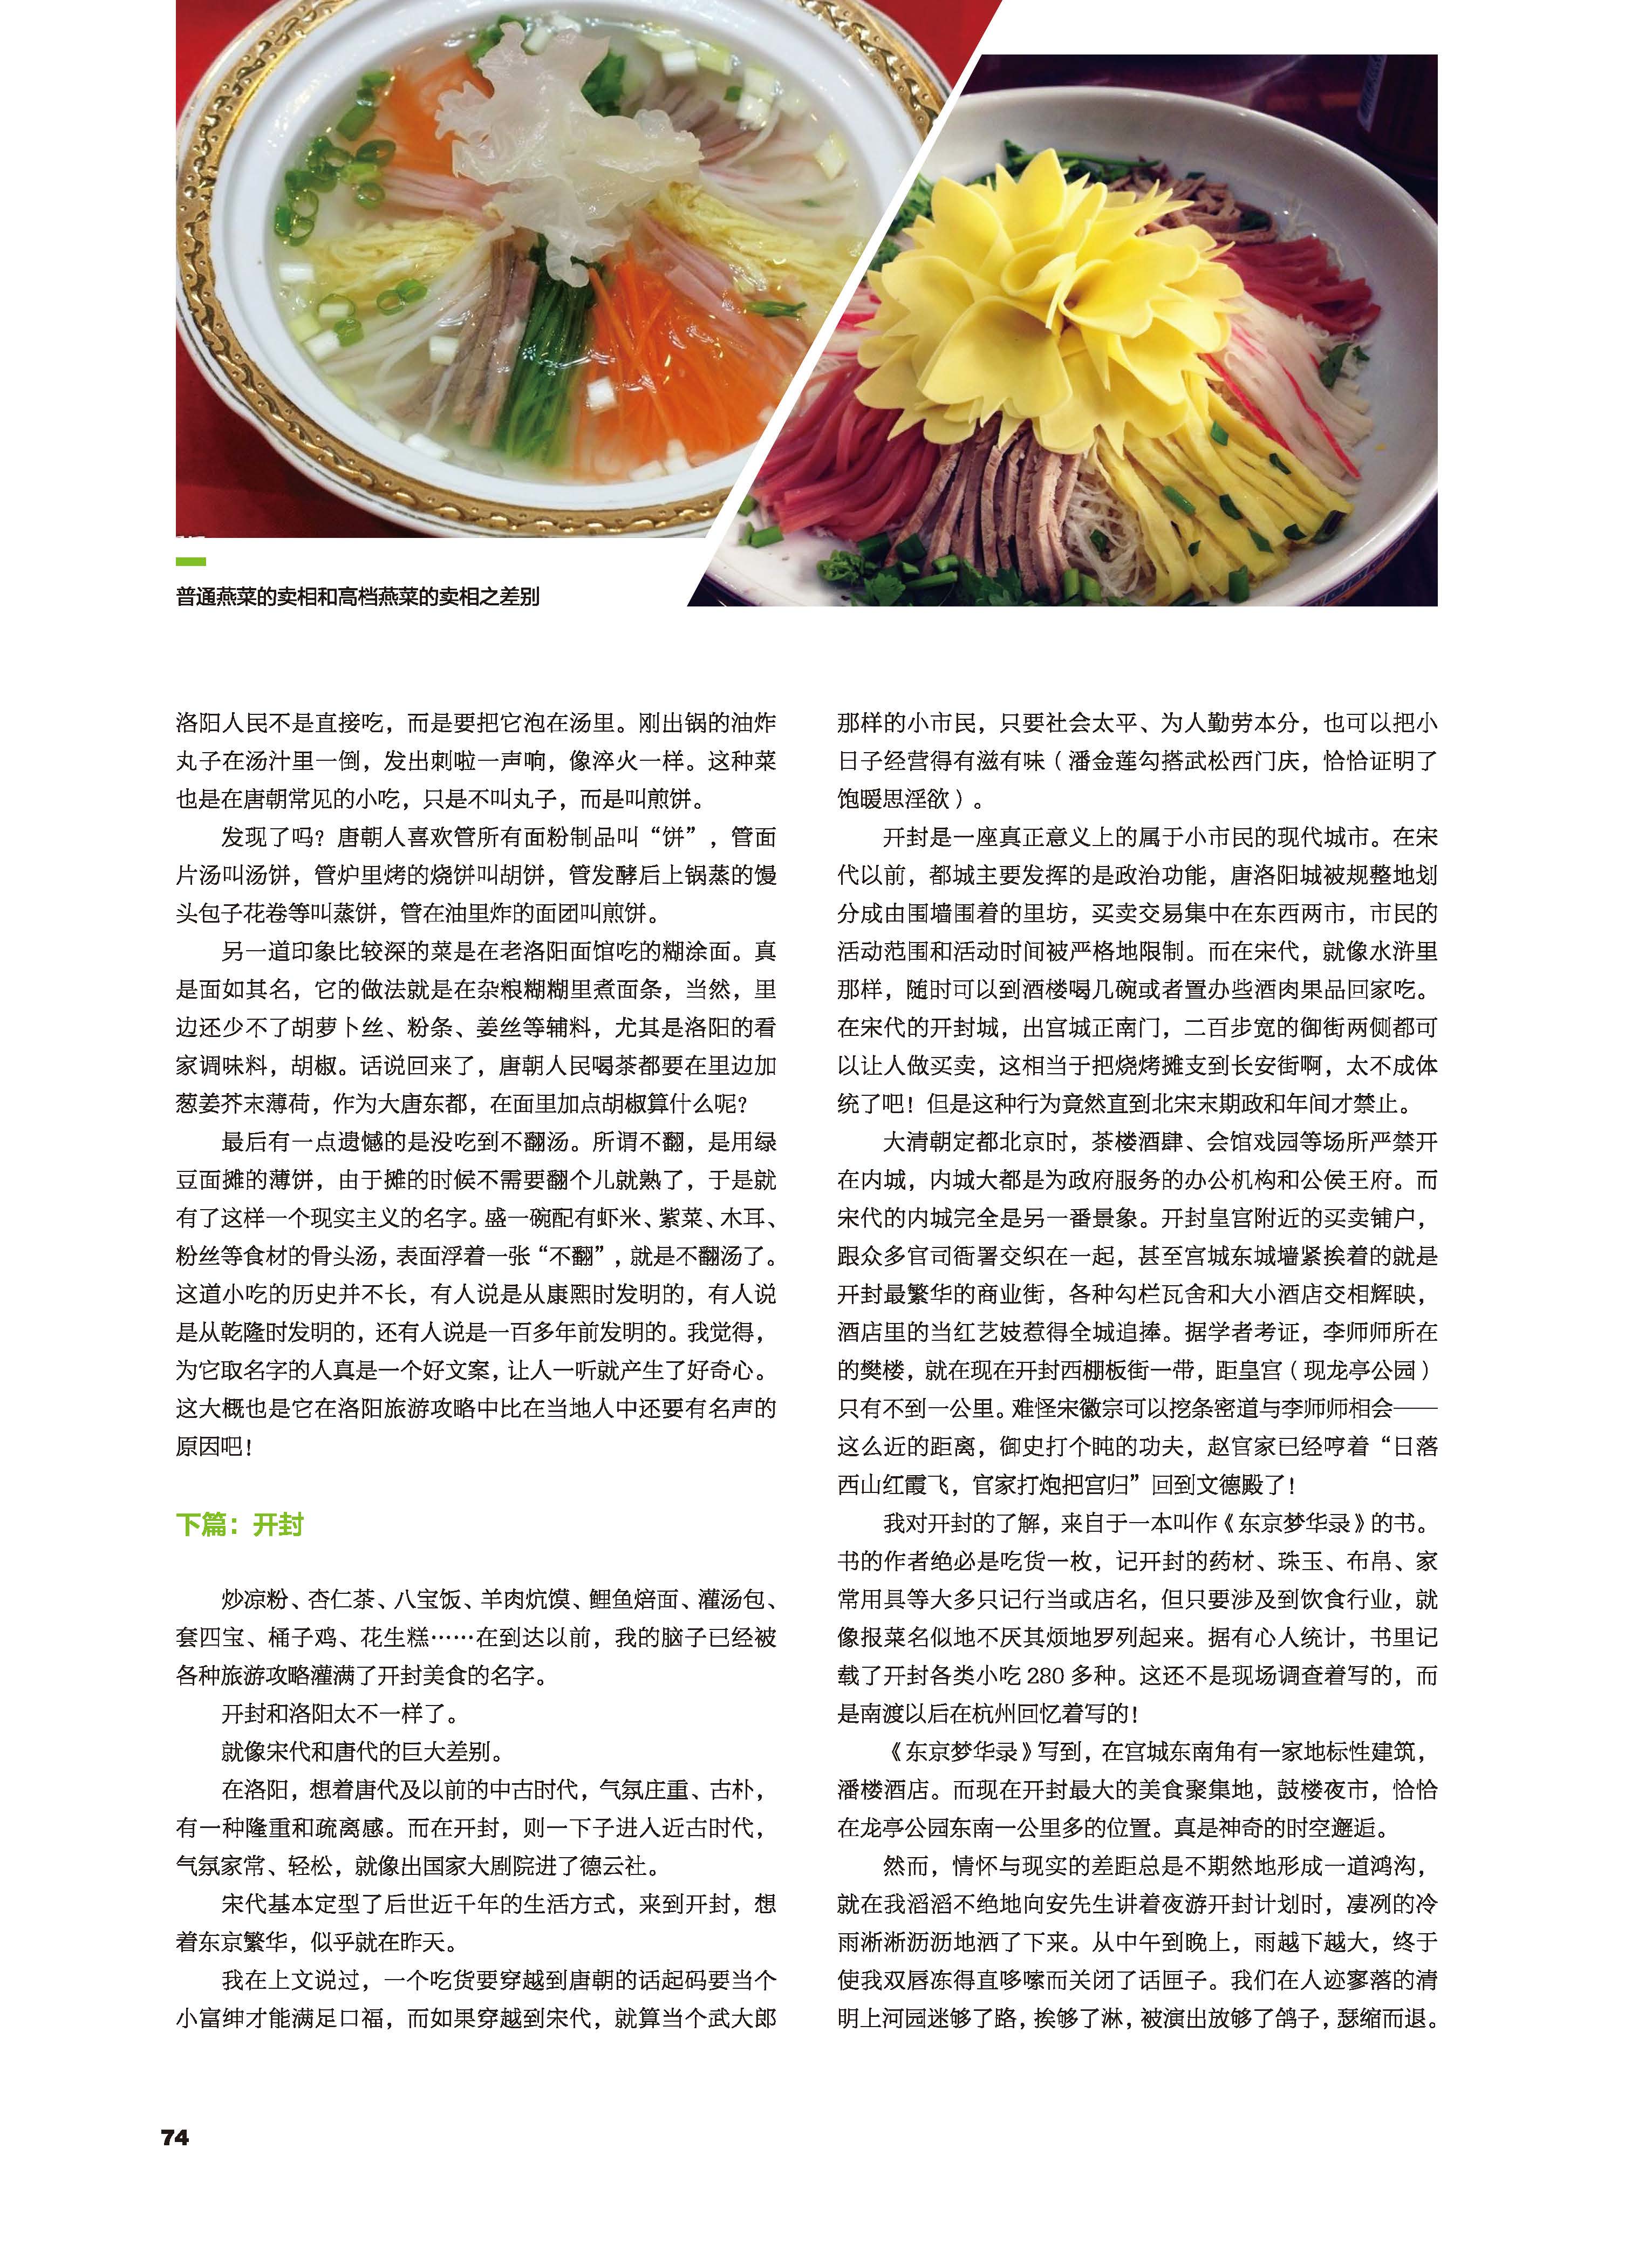 普通燕菜的卖相和高档燕菜的卖相之差别
洛阳人民不是直接吃，而是要把它泡在汤里。刚出锅的油炸
丸子在汤汁里一倒，发出刺啦一声响，像淬火一样。这种菜
也是在唐朝常见的小吃，只是不叫丸子，而是叫煎饼。
发现了吗？唐朝人喜欢管所有面粉制品叫“饼”，管面
片汤叫汤饼，管炉里烤的烧饼叫胡饼，管发酵后上锅蒸的馒
头包子花卷等叫蒸饼，管在油里炸的面团叫煎饼。
另一道印象比较深的菜是在老洛阳面馆吃的糊涂面。真
是面如其名，它的做法就是在杂粮糊糊里煮面条，当然，里
边还少不了胡萝卜丝、粉条、姜丝等辅料，尤其是洛阳的看
家调味料，胡椒。话说回来了，唐朝人民喝茶都要在里边加
葱姜芥末薄荷，作为大唐东都，在面里加点胡椒算什么呢？
最后有一点遗憾的是没吃到不翻汤。所谓不翻，是用绿
豆面摊的薄饼，由于摊的时候不需要翻个儿就熟了，于是就
有了这样一个现实主义的名字。盛一碗配有虾米、紫菜、木耳、
粉丝等食材的骨头汤，表面浮着一张“不翻”，就是不翻汤了。
这道小吃的历史并不长，有人说是从康熙时发明的，有人说
是从乾隆时发明的，还有人说是一百多年前发明的。我觉得，
为它取名字的人真是一个好文案，让人一听就产生了好奇心。
这大概也是它在洛阳旅游攻略中比在当地人中还要有名声的
原因吧！
下篇：开封
炒凉粉、杏仁茶、八宝饭、羊肉炕馍、鲤鱼焙面、灌汤包、
套四宝、桶子鸡、花生糕……在到达以前，我的脑子已经被
各种旅游攻略灌满了开封美食的名字。
开封和洛阳太不一样了。
就像宋代和唐代的巨大差别。
在洛阳，想着唐代及以前的中古时代，气氛庄重、古朴，
有一种隆重和疏离感。而在开封，则一下子进入近古时代，
气氛家常、轻松，就像出国家大剧院进了德云社。
宋代基本定型了后世近千年的生活方式，来到开封，想
着东京繁华，似乎就在昨天。
我在上文说过，一个吃货要穿越到唐朝的话起码要当个
小富绅才能满足口福，而如果穿越到宋代，就算当个武大郎
那样的小市民，只要社会太平、为人勤劳本分，也可以把小
日子经营得有滋有味（潘金莲勾搭武松西门庆，恰恰证明了
饱暖思淫欲）。
开封是一座真正意义上的属于小市民的现代城市。在宋
代以前，都城主要发挥的是政治功能，唐洛阳城被规整地划
分成由围墙围着的里坊，买卖交易集中在东西两市，市民的
活动范围和活动时间被严格地限制。而在宋代，就像水浒里
那样，随时可以到酒楼喝几碗或者置办些酒肉果品回家吃。
在宋代的开封城，出宫城正南门，二百步宽的御街两侧都可
以让人做买卖，这相当于把烧烤摊支到长安街啊，太不成体
统了吧！但是这种行为竟然直到北宋末期政和年间才禁止。
大清朝定都北京时，茶楼酒肆、会馆戏园等场所严禁开
在内城，内城大都是为政府服务的办公机构和公侯王府。而
宋代的内城完全是另一番景象。开封皇宫附近的买卖铺户，
跟众多官司衙署交织在一起，甚至宫城东城墙紧挨着的就是
开封最繁华的商业街，各种勾栏瓦舍和大小酒店交相辉映，
酒店里的当红艺妓惹得全城追捧。据学者考证，李师师所在
的樊楼，就在现在开封西棚板街一带，距皇宫（现龙亭公园）
只有不到一公里。难怪宋徽宗可以挖条密道与李师师相会——
这么近的距离，御史打个盹的功夫，赵官家已经哼着“日落
西山红霞飞，官家打炮把宫归”回到文德殿了！
我对开封的了解，来自于一本叫作《东京梦华录》的书。
书的作者绝必是吃货一枚，记开封的药材、珠玉、布帛、家
常用具等大多只记行当或店名，但只要涉及到饮食行业，就
像报菜名似地不厌其烦地罗列起来。据有心人统计，书里记
载了开封各类小吃 280 多种。这还不是现场调查着写的，而
是南渡以后在杭州回忆着写的！
《东京梦华录》写到，在宫城东南角有一家地标性建筑，
潘楼酒店。而现在开封最大的美食聚集地，鼓楼夜市，恰恰
在龙亭公园东南一公里多的位置。真是神奇的时空邂逅。
然而，情怀与现实的差距总是不期然地形成一道鸿沟，
就在我滔滔不绝地向安先生讲着夜游开封计划时，凄冽的冷
雨淅淅沥沥地洒了下来。从中午到晚上，雨越下越大，终于
使我双唇冻得直哆嗦而关闭了话匣子。我们在人迹寥落的清
明上河园迷够了路，挨够了淋，被演出放够了鸽子，瑟缩而退。
74